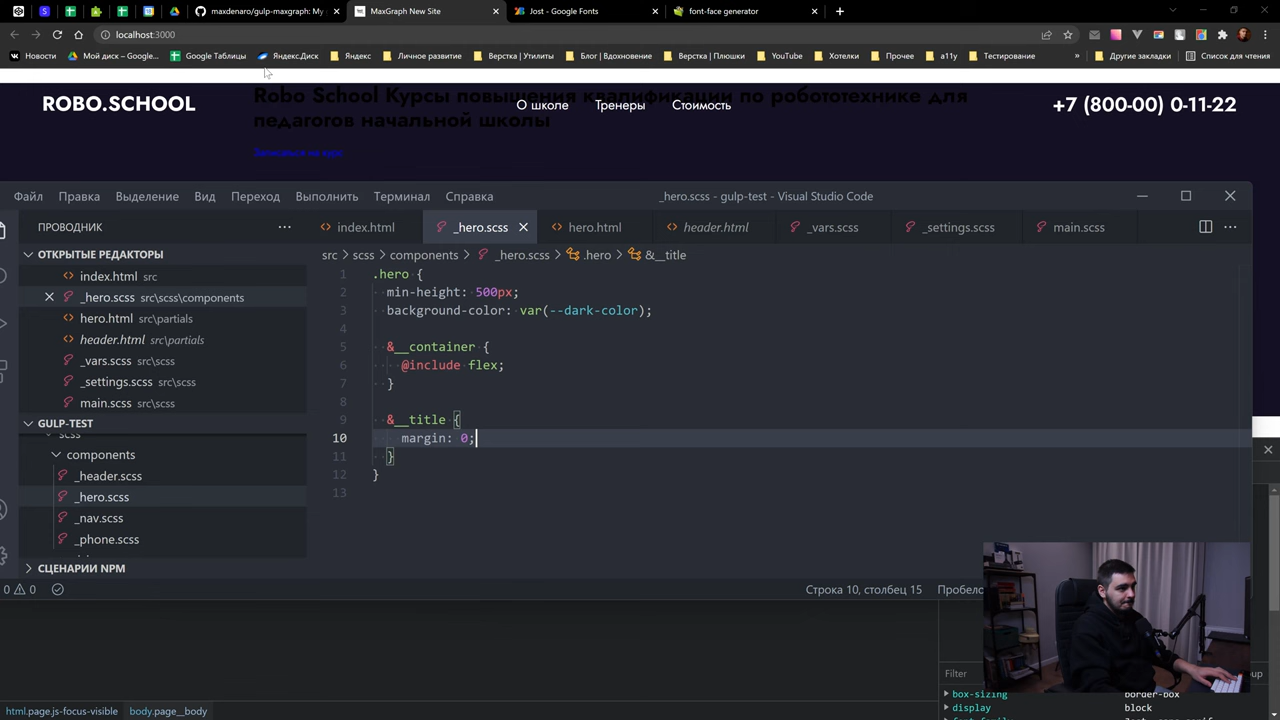 maxdenaro/gulp-maxgraph: My
MaxGraph New Site
Jost - Google Fonts
font-face generator
localhost:3000
Новости
Мой диск – Google...
Google Таблицы
Яндекс.Диск
Яндекс
Личное развитие
Верстка | Утилиты
Блог | Вдохновение
Верстка | Плюшки
YouTube
Хотелки
Прочее
a11y
Тестирование
»
Другие закладки
Список для чтения
ROBO.SCHOOL
Robo School Курсы повышения квалификации по робототехнике для
педагогов начальной школы
О школе
Тренеры
Стоимость
+7 (800-00) 0-11-22
Записаться на курс
Файл Правка Выделение Вид Переход Выполнить Терминал Справка
_hero.scss - gulp-test - Visual Studio Code
ПРОВОДНИК
index.html
_hero.scss
hero.html
header.html
_vars.scss
_settings.scss
main.scss
ОТКРЫТЫЕ РЕДАКТОРЫ
index.html src
_hero.scss src\scss\components
hero.html src\partials
header.html src\partials
_vars.scss src\scss
_settings.scss src\scss
main.scss src\scss
GULP-TEST
scss
components
_header.scss
_hero.scss
_nav.scss
_phone.scss
СЦЕНАРИИ NPM
src > scss > components > _hero.scss > .hero > &__title
1 .hero {
2 min-height: 500px;
3 background-color: var(--dark-color);
4
5 &__container {
6 @include flex;
7 }
8
9 &__title {
10 margin: 0;
11 }
12 }
13
0 0
Строка 10, столбец 15
Filter
box-sizing border-box
display block
html.page.js-focus-visible
body.page__body